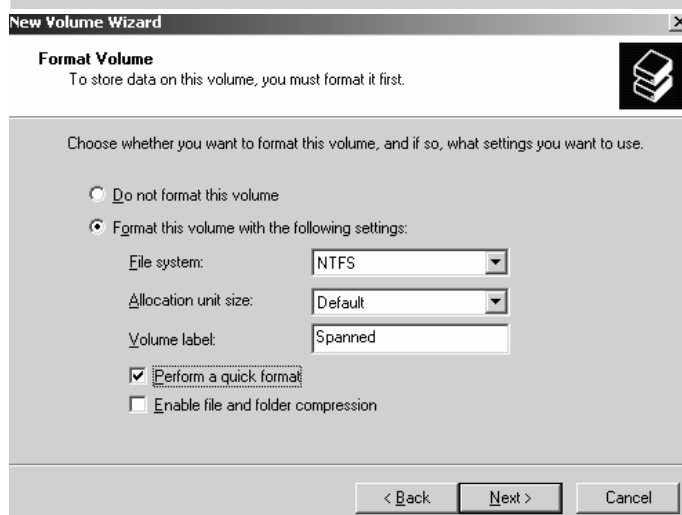 New Volume Wizard
Format Volume
To store data on this volume, you must format it first.
Choose whether you want to format this volume, and if so, what settings you want to use.
Do not format this volume
Format this volume with the following settings:
File system: NTFS
Allocation unit size: Default
Volume label: Spanned
Perform a quick format
Enable file and folder compression
< Back Next > Cancel